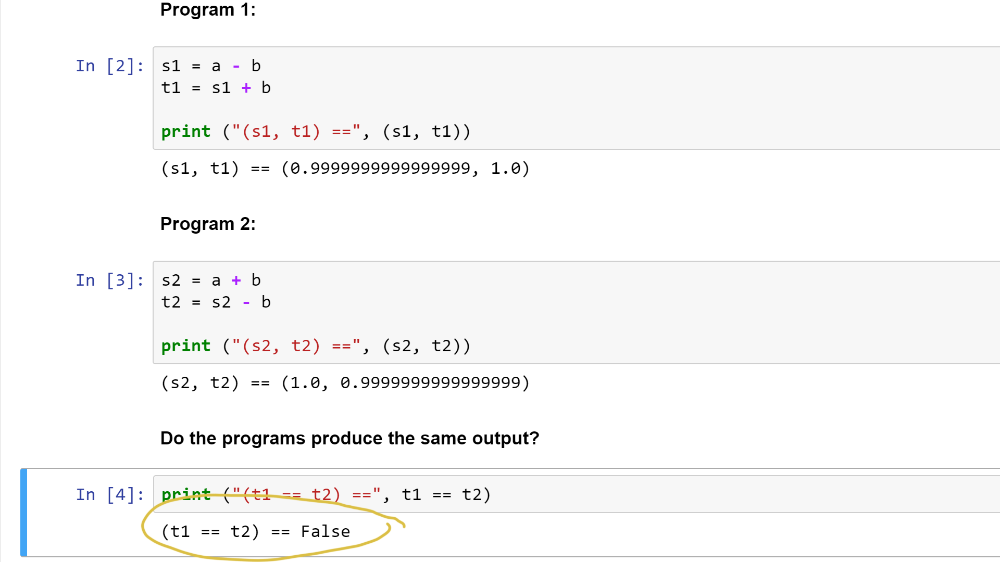 Program 1:
In [2]:
s1 = a - b
t1 = s1 + b
print ("(s1, t1) ==", (s1, t1))
(s1, t1) == (0.9999999999999999, 1.0)
Program 2:
In [3]:
s2 = a + b
t2 = s2 - b
print ("(s2, t2) ==", (s2, t2))
(s2, t2) == (1.0, 0.9999999999999999)
Do the programs produce the same output?
In [4]:
print ("(t1 == t2) ==", t1 == t2)
(t1 == t2) == False